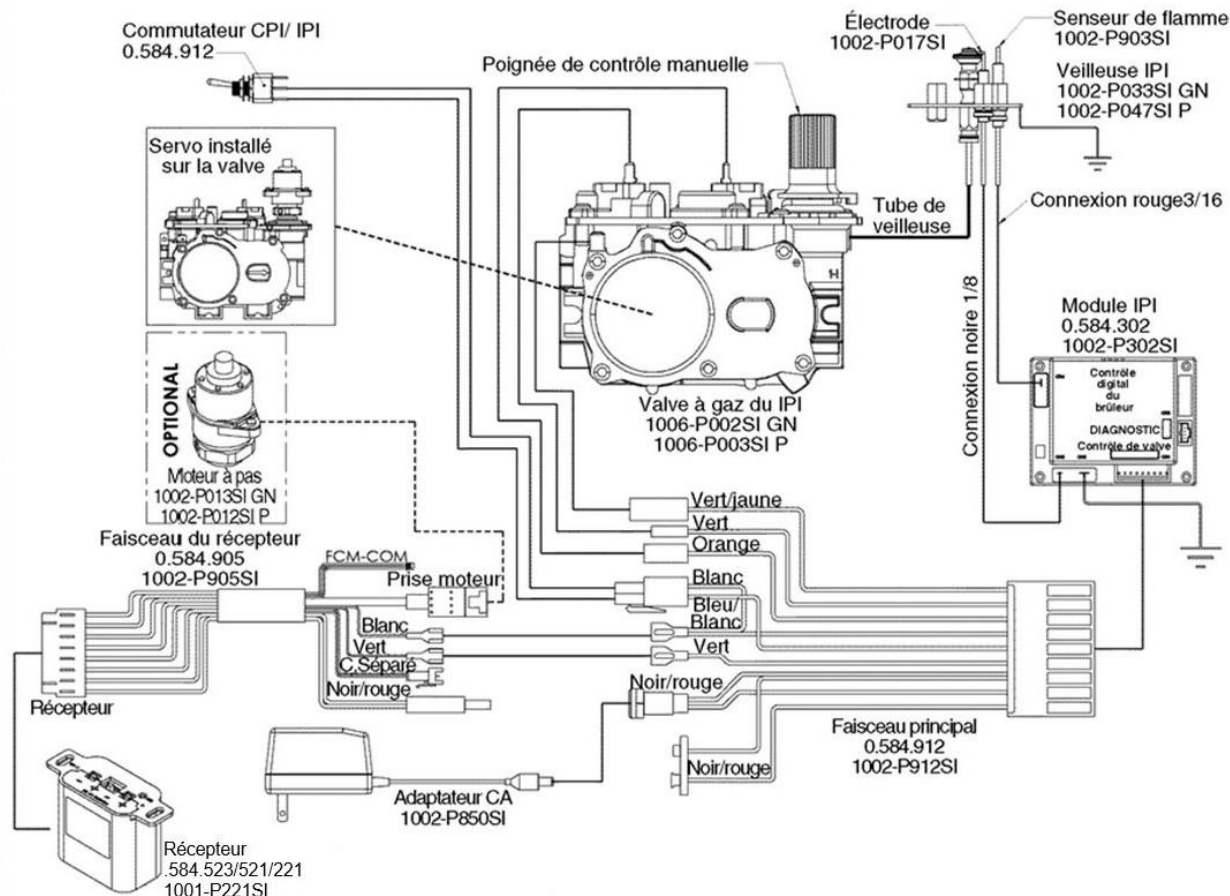 Commutateur CPI/ IPI
0.584.912
Électrode
1002-P017SI
Senseur de flamme
1002-P903SI
Veilleuse IPI
1002-P033SI GN
1002-P047SI P
Poignée de contrôle manuelle
Servo installé
sur la valve
Tube de
veilleuse
Connexion rouge3/16
Connexion noire 1/8
Module IPI
0.584.302
1002-P302SI
Contrôle
digital
du
brûleur
DIAGNOSTIC
Contrôle de valve
Valve à gaz du IPI
1006-P002SI GN
1006-P003SI P
OPTIONAL
Moteur à pas
1002-P013SI GN
1002-P012SI P
Faisceau du récepteur
0.584.905
1002-P905SI
FCM-COM
Prise moteur
Vert/jaune
Vert
Orange
Blanc
Bleu/
Blanc
Vert
Blanc
Vert
C.Séparé
Noir/rouge
Noir/rouge
Récepteur
Noir/rouge
Faisceau principal
0.584.912
1002-P912SI
Adaptateur CA
1002-P850SI
Récepteur
.584.523/521/221
1001-P221SI